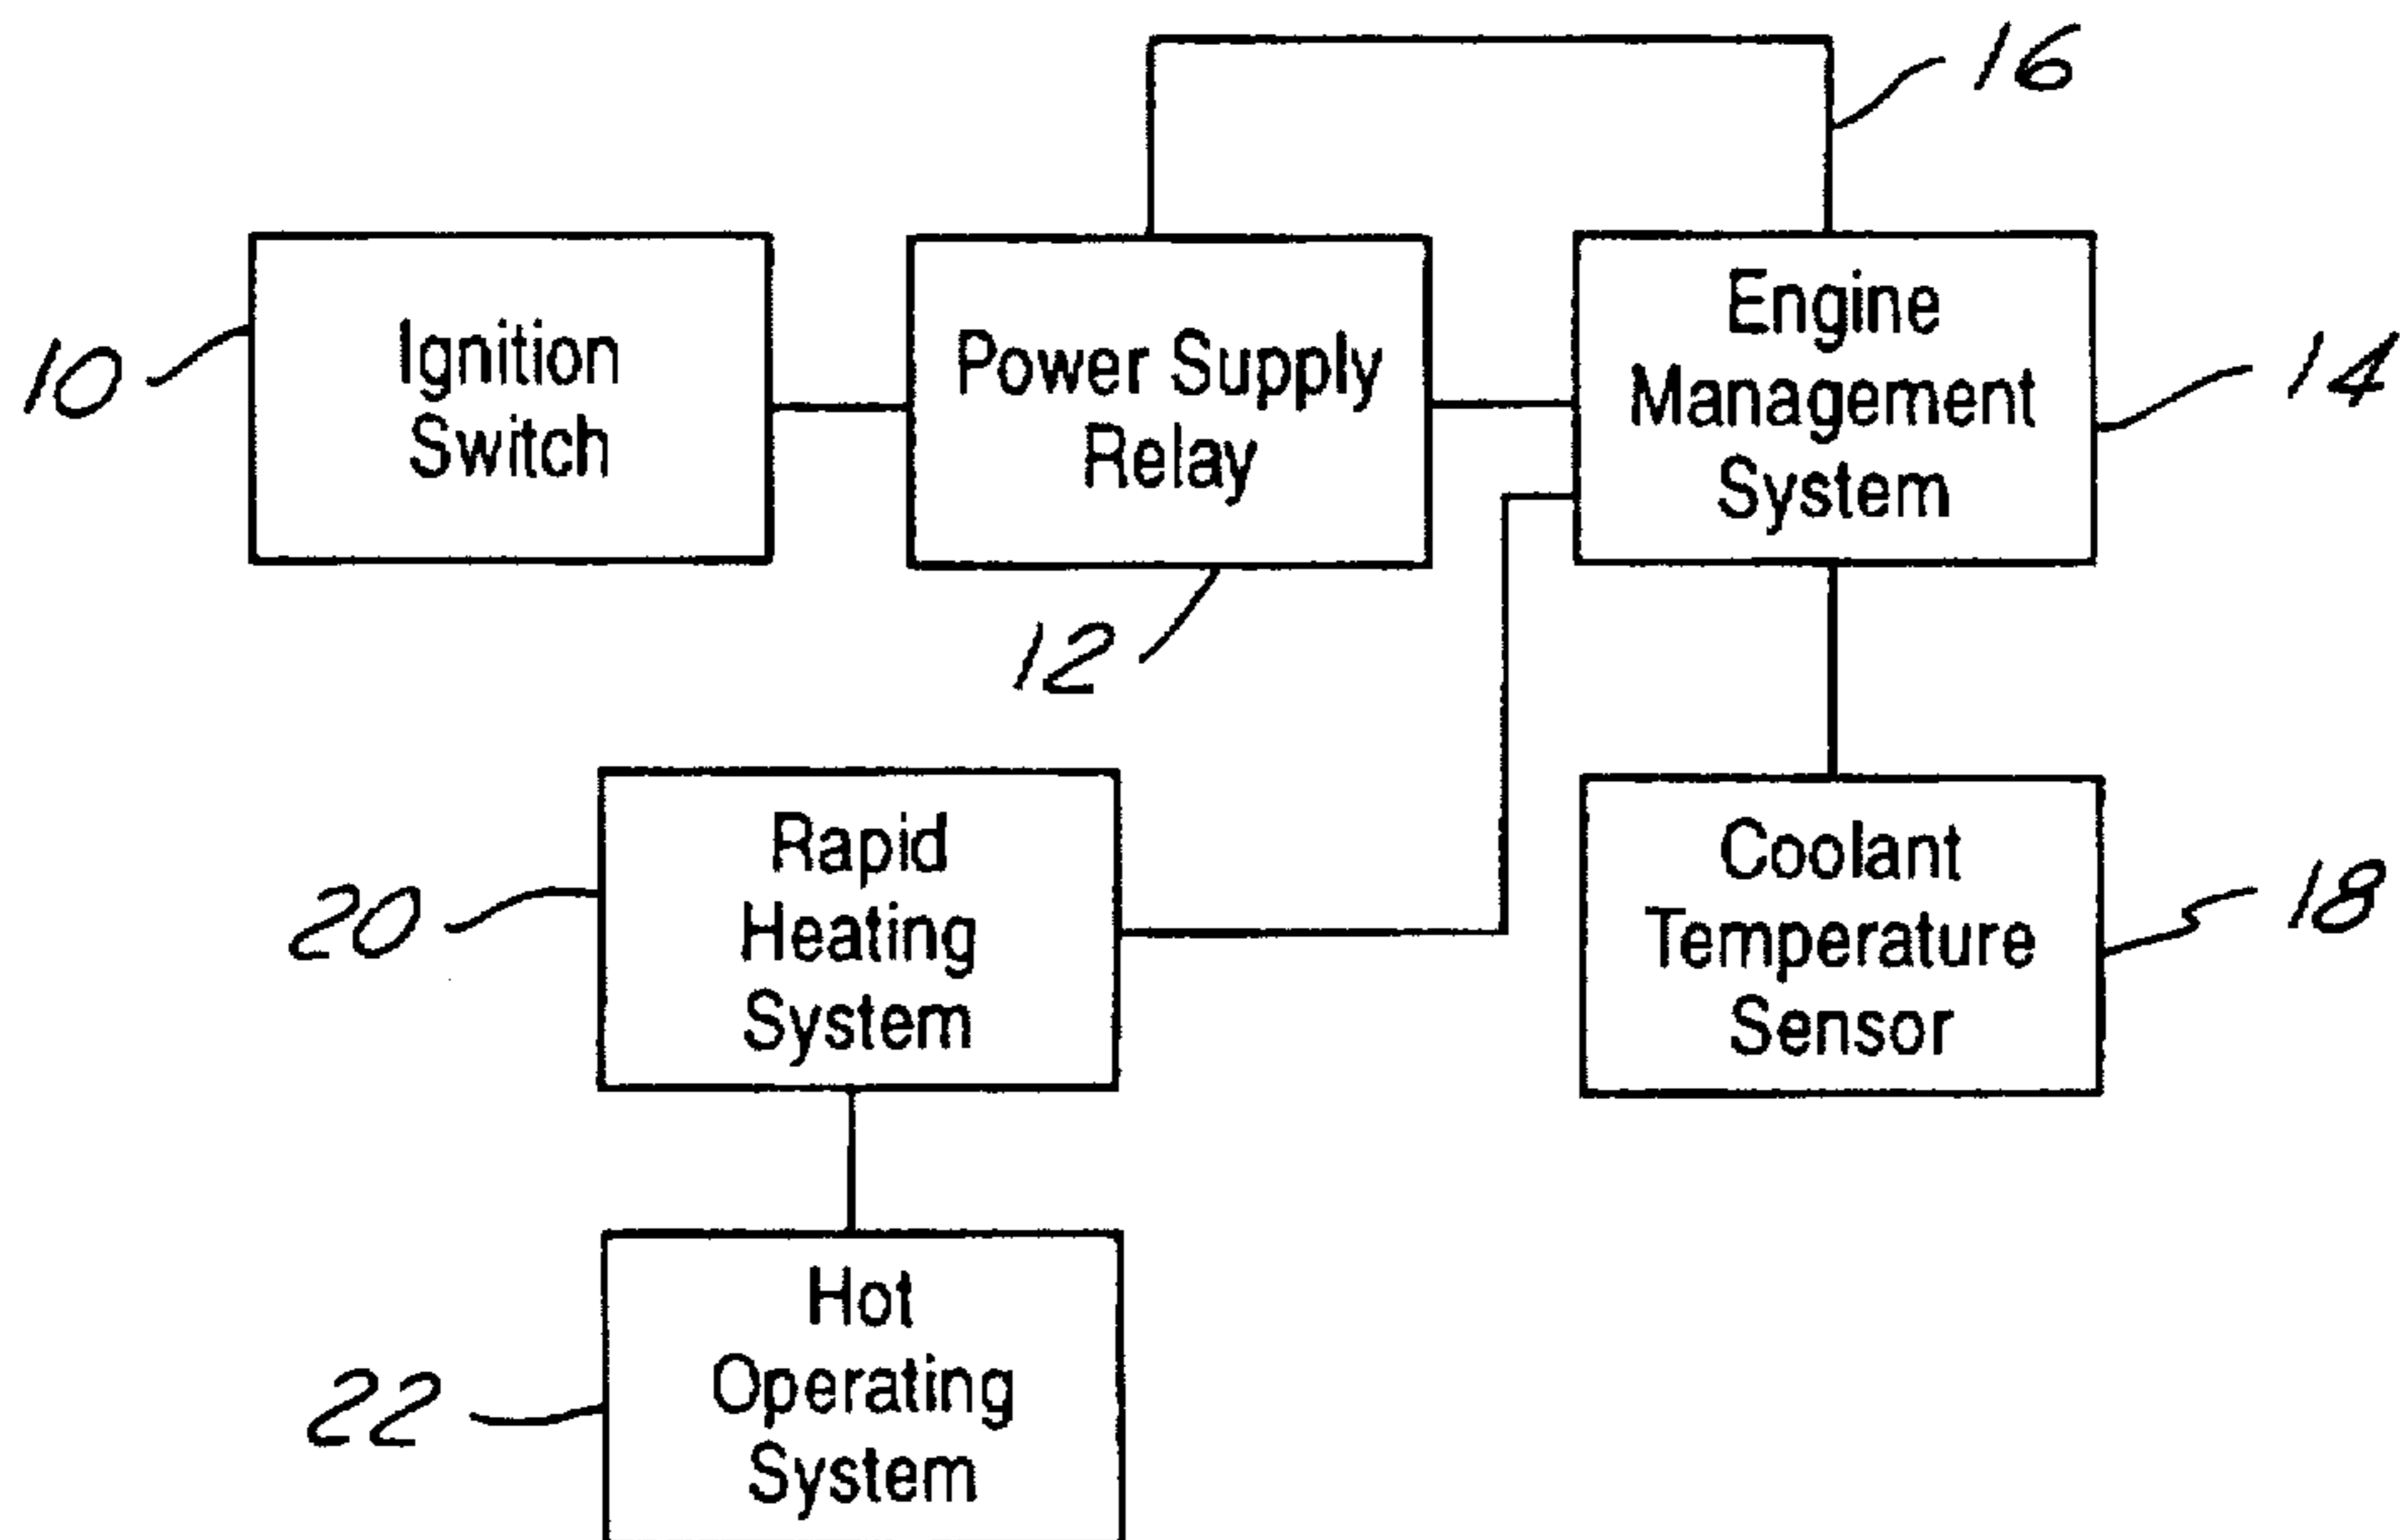 16
10
Ignition
Switch
Power Supply
Relay
Engine
Management
System
14
12
20
Rapid
Heating
System
Coolant
Temperature
Sensor
18
22
Hot
Operating
System